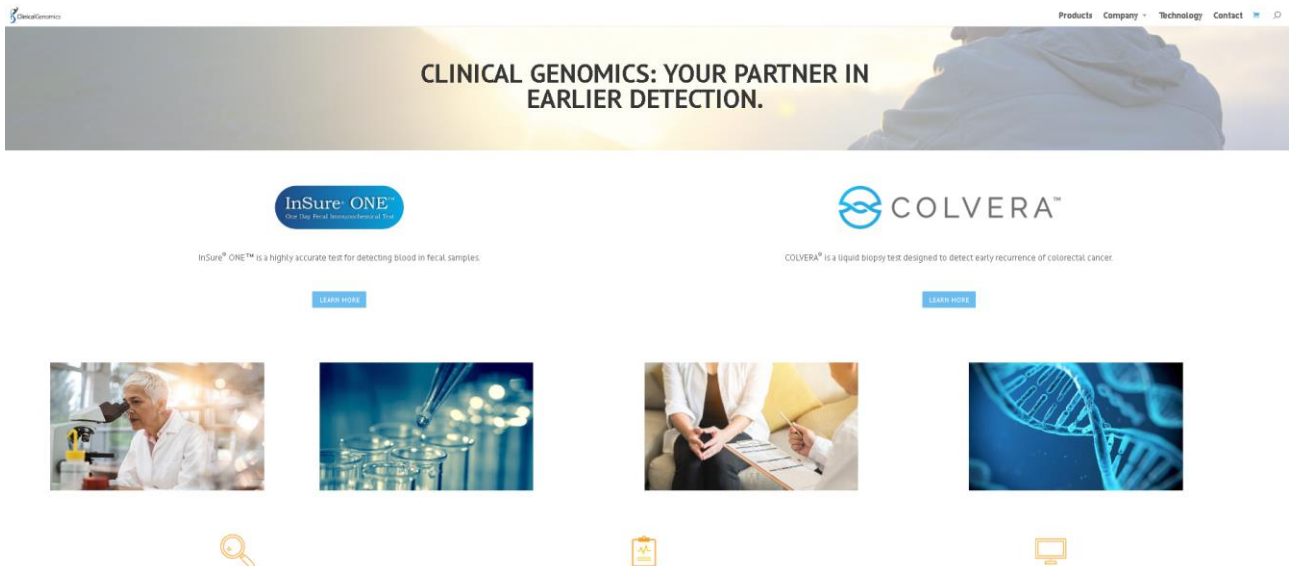 ClinicalGenomics
Products Company Technology Contact
CLINICAL GENOMICS: YOUR PARTNER IN
EARLIER DETECTION.
InSure® ONE™
One Day Fecal Immunochemical Test
COLVERA™
InSure® ONE™ is a highly accurate test for detecting blood in fecal samples.
COLVERA® is a liquid biopsy test designed to detect early recurrence of colorectal cancer.
LEARN MORE
LEARN MORE